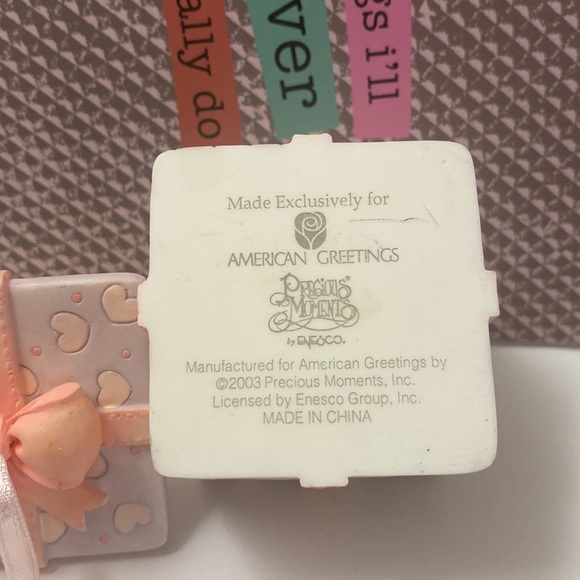 ally do
ver
gs i'll
Made Exclusively for
AMERICAN GREETINGS
PRECIOUS®
MOMENTS
by ENESCO.
Manufactured for American Greetings by
©2003 Precious Moments, Inc.
Licensed by Enesco Group, Inc.
MADE IN CHINA